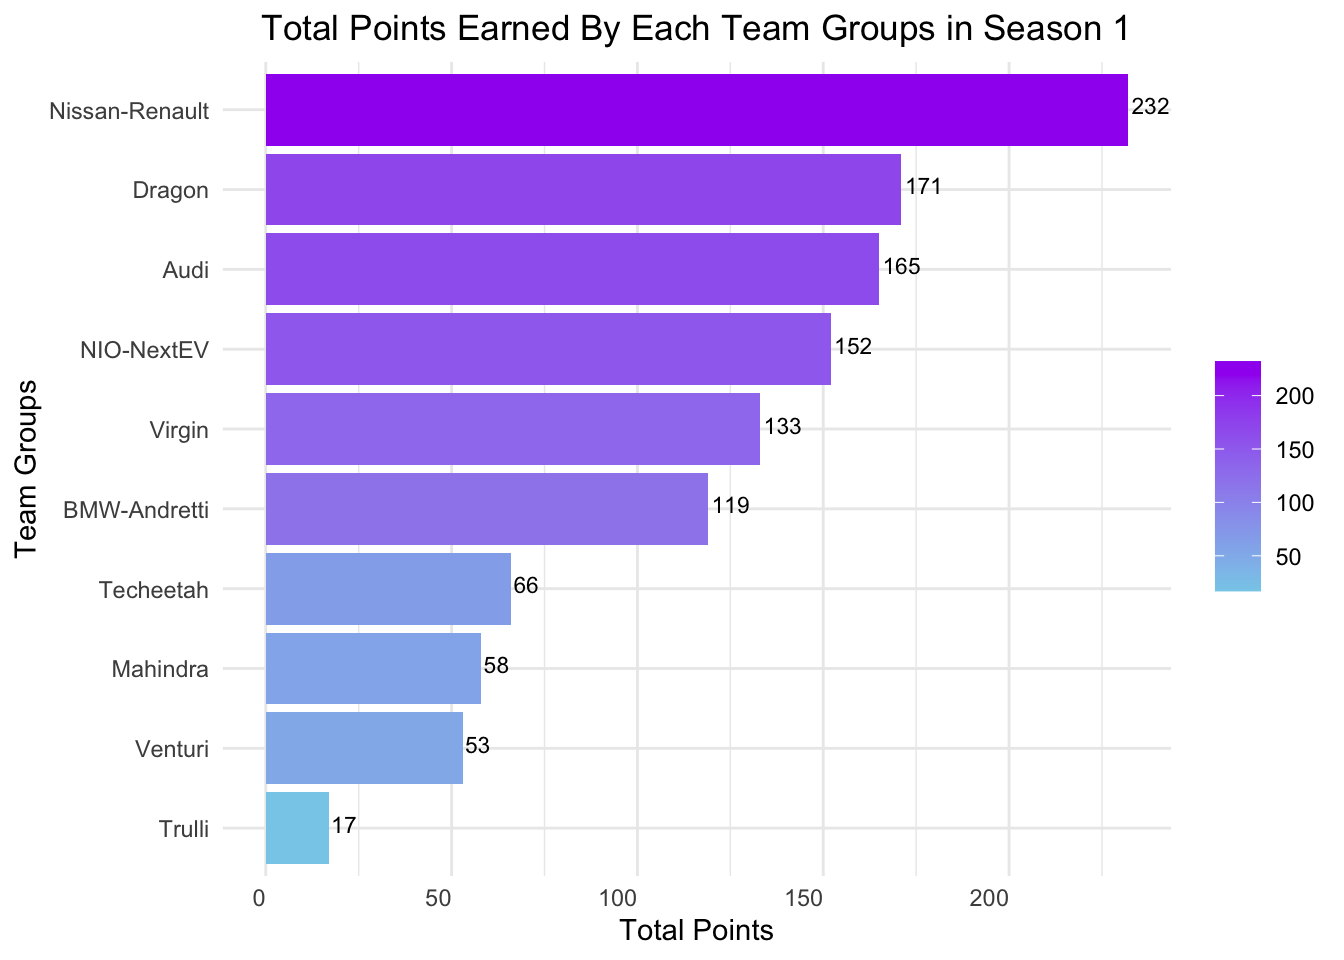 Total Points Earned By Each Team Groups in Season 1
Nissan-Renault
232
Dragon
171
Audi
165
NIO-NextEV
152
Virgin
133
BMW-Andretti
119
Techeetah
66
Mahindra
58
Venturi
53
Trulli
17
Team Groups
0 50 100 150 200
Total Points
200
150
100
50